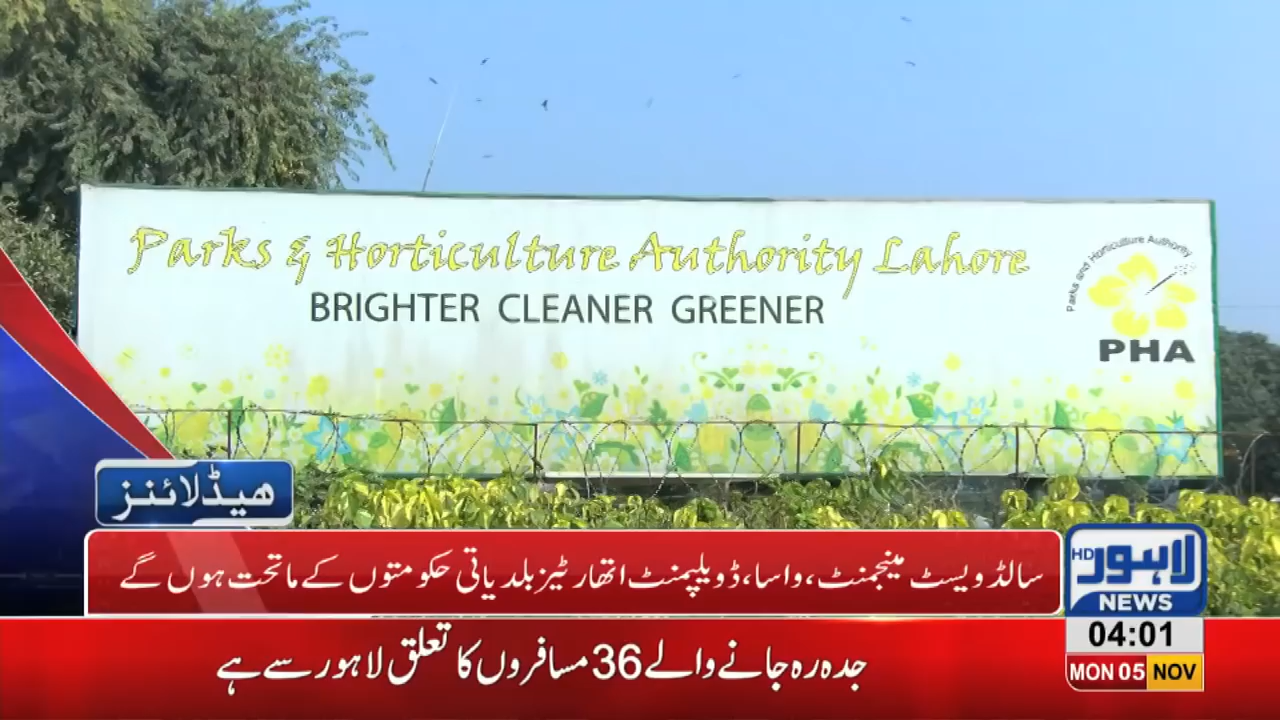 Parks & Horticulture Authority Lahore
BRIGHTER CLEANER GREENER
Parks and Horticulture Authority
PHA
ھیڈلائنز
سالڈ ویسٹ مینجمنٹ، واسا، ڈویلپمنٹ اتھارٹیز بلدیاتی حکومتوں کے ماتحت ہوں گے
HD لاہور
NEWS
04:01
MON 05 NOV
جدہ رہ جانے والے 36 مسافروں کا تعلق لاہور سے ہے